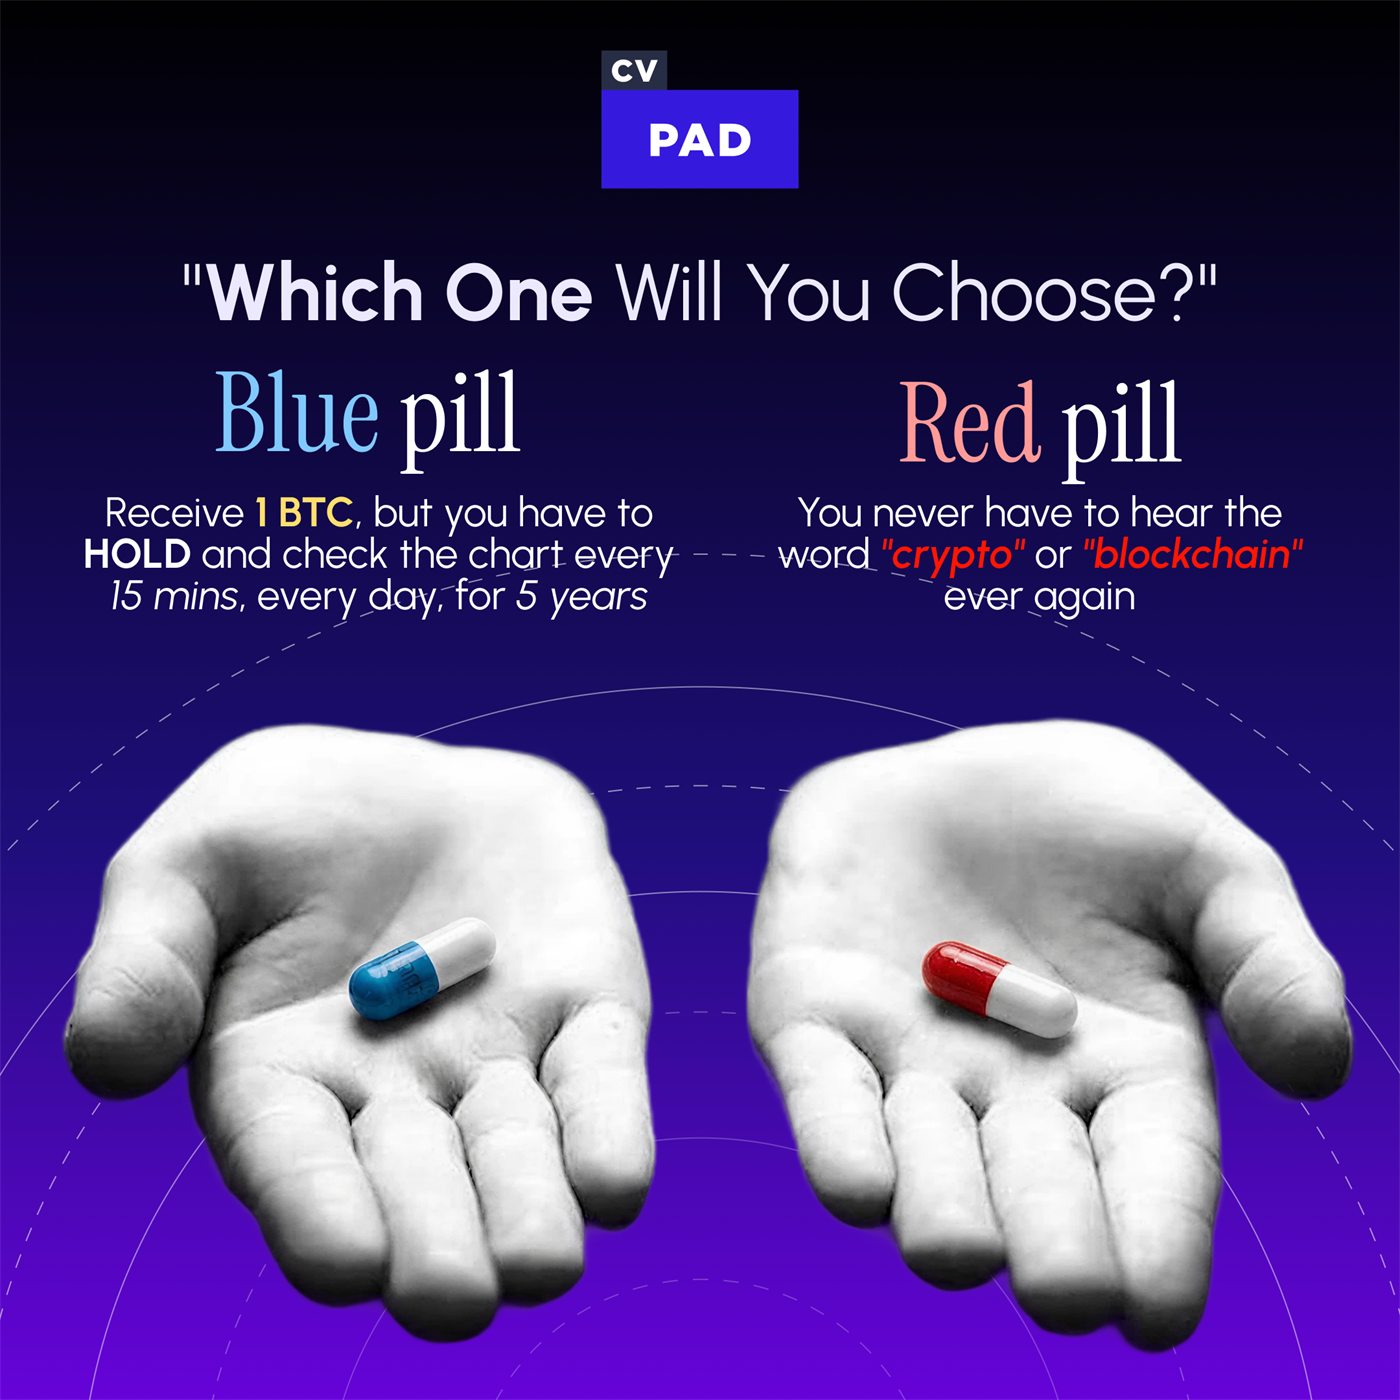 CV
PAD
"Which One Will You Choose?"
Blue pill
Receive 1 BTC, but you have to
HOLD and check the chart every
15 mins, every day, for 5 years
Red pill
You never have to hear the
word "crypto" or "blockchain"
ever again